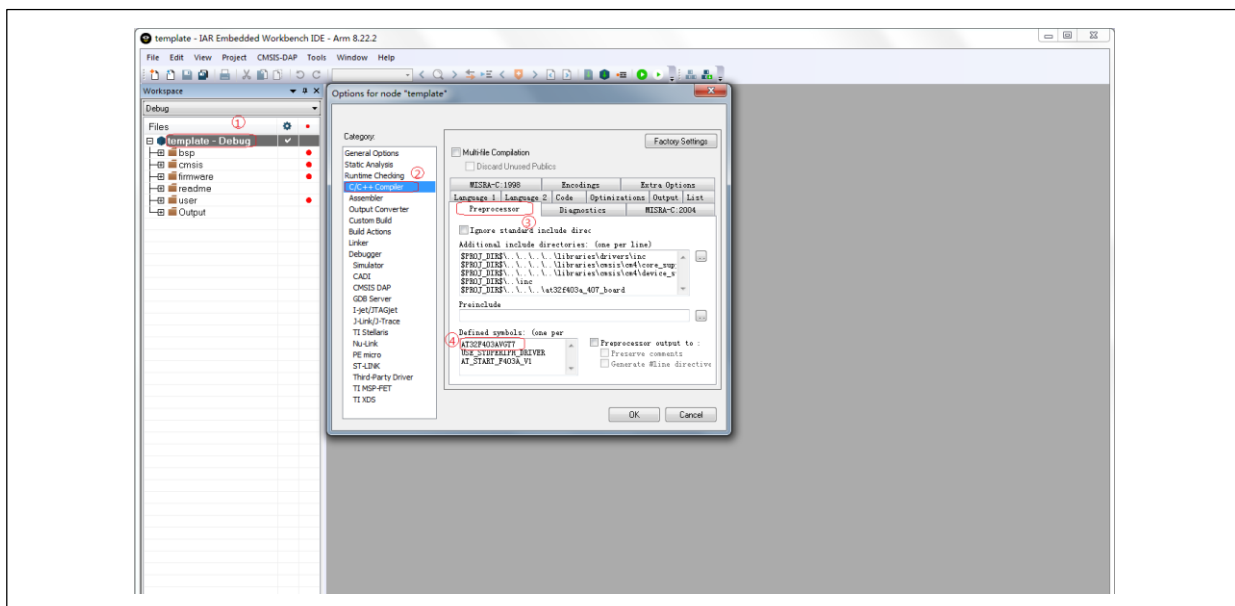 template - IAR Embedded Workbench IDE - Arm 8.22.2
File Edit View Project CMSIS-DAP Tools Window Help
Workspace
Debug
Files
①
template - Debug
bsp
cmsis
firmware
readme
user
Output
Options for node "template"
Category:
General Options
Static Analysis
Runtime Checking
②
C/C++ Compiler
Assembler
Output Converter
Custom Build
Build Actions
Linker
Debugger
Simulator
CADI
CMSIS DAP
GDB Server
I-jet/JTAGjet
J-Link/J-Trace
TI Stellaris
Nu-Link
PE micro
ST-LINK
Third-Party Driver
TI MSP-FET
TI XDS
Factory Settings
Multi-file Compilation
Discard Unused Publics
MISRA-C:1998 Encodings Extra Options
Language 1 Language 2 Code Optimizations Output List
Preprocessor Diagnostics MISRA-C:2004
③
Ignore standard include direc
Additional include directories: (one per line)
$PROJ_DIR$\..\..\..\..\libraries\drivers\inc
$PROJ_DIR$\..\..\..\..\libraries\cmsis\cm4\core_sup
$PROJ_DIR$\..\..\..\..\libraries\cmsis\cm4\device_s
$PROJ_DIR$\..\inc
$PROJ_DIR$\..\..\..\at32f403a_407_board
Preinclude
Defined symbols: (one per
④
AT32F403AVGT7
USE_STDPERIPH_DRIVER
AT_START_F403A_V1
Preprocessor output to :
Preserve comments
Generate #line directive
OK Cancel